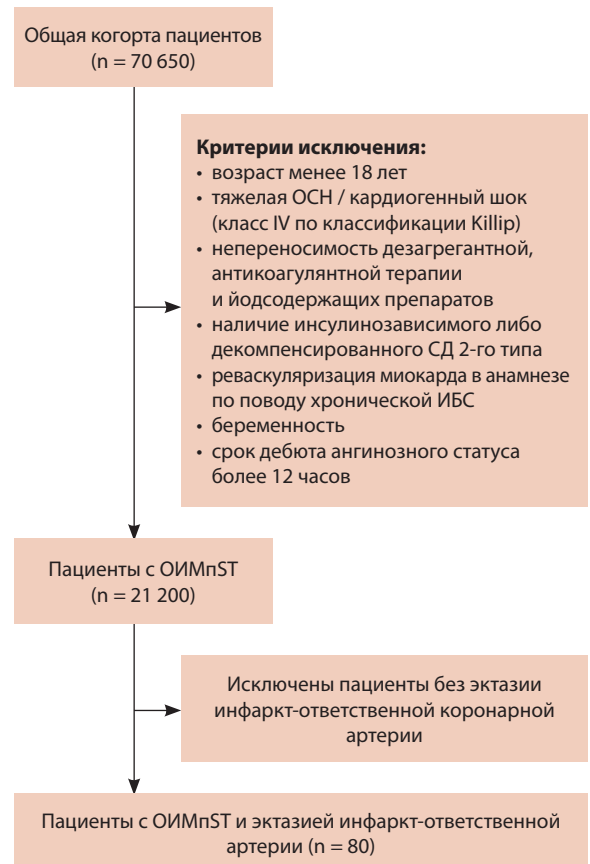 Общая когорта пациентов
(n = 70 650)
Критерии исключения:
• возраст менее 18 лет
• тяжелая ОСН / кардиогенный шок
(класс IV по классификации Killip)
• непереносимость дезагрегантной,
антикоагулянтной терапии
и йодсодержащих препаратов
• наличие инсулинозависимого либо
декомпенсированного СД 2-го типа
• реваскуляризация миокарда в анамнезе
по поводу хронической ИБС
• беременность
• срок дебюта ангинозного статуса
более 12 часов
Пациенты с ОИМпST
(n = 21 200)
Исключены пациенты без эктазии
инфаркт-ответственной коронарной
артерии
Пациенты с ОИМпST и эктазией инфаркт-ответственной
артерии (n = 80)